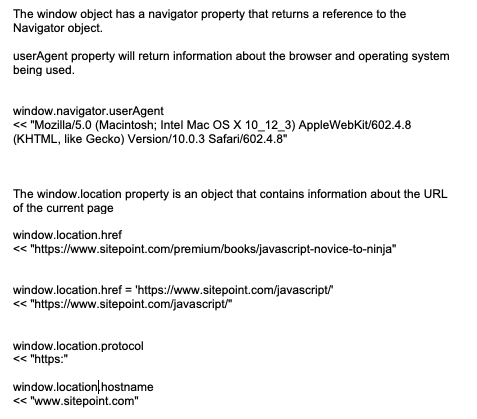 The window object has a navigator property that returns a reference to the
Navigator object.
userAgent property will return information about the browser and operating system
being used.
window.navigator.userAgent
<< "Mozilla/5.0 (Macintosh; Intel Mac OS X 10_12_3) AppleWebKit/602.4.8
(KHTML, like Gecko) Version/10.0.3 Safari/602.4.8"
The window.location property is an object that contains information about the URL
of the current page
window.location.href
<< "https://www.sitepoint.com/premium/books/javascript-novice-to-ninja"
window.location.href = 'https://www.sitepoint.com/javascript/'
<< "https://www.sitepoint.com/javascript/"
window.location.protocol
<< "https:"
window.location.hostname
<< "www.sitepoint.com"